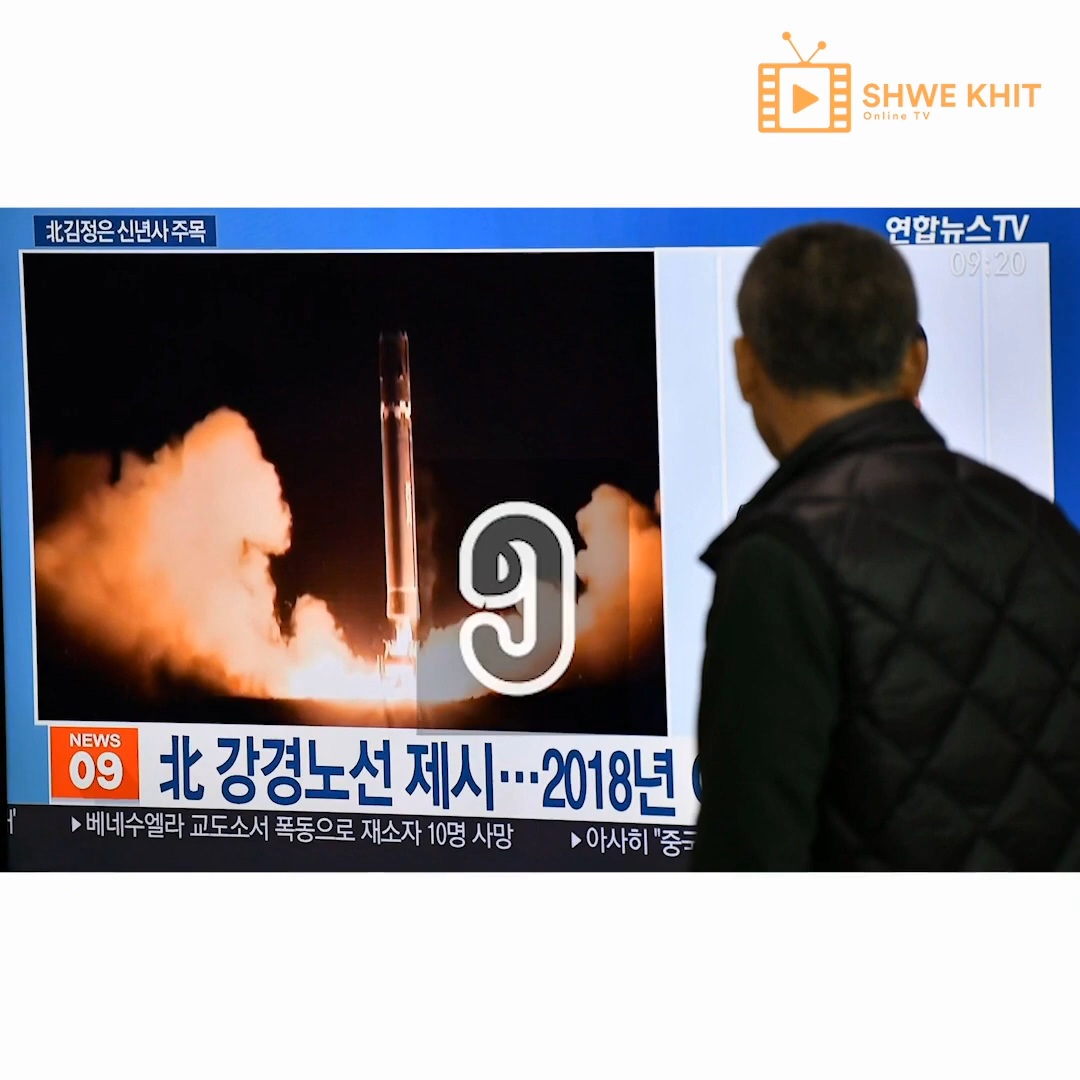 SHWE KHIT
Online TV
北김정은 신년사 주목
연합뉴스TV
09:20
NEWS
09
北 강경노선 제시…2018년
베네수엘라 교도소서 폭동으로 재소자 10명 사망
아사히 "중국